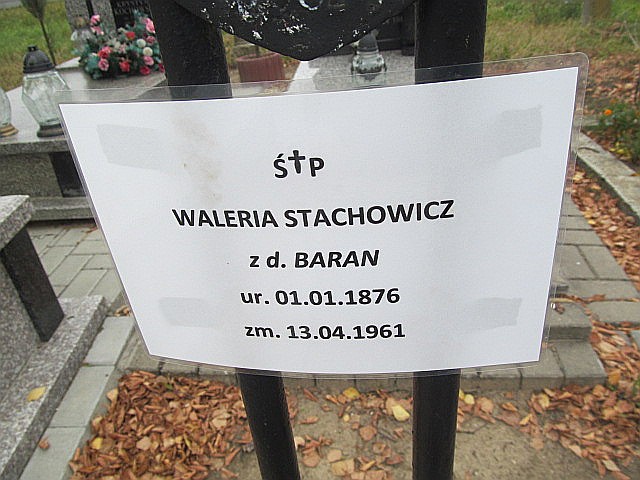 Ś✝P
WALERIA STACHOWICZ
z d. BARAN
ur. 01.01.1876
zm. 13.04.1961